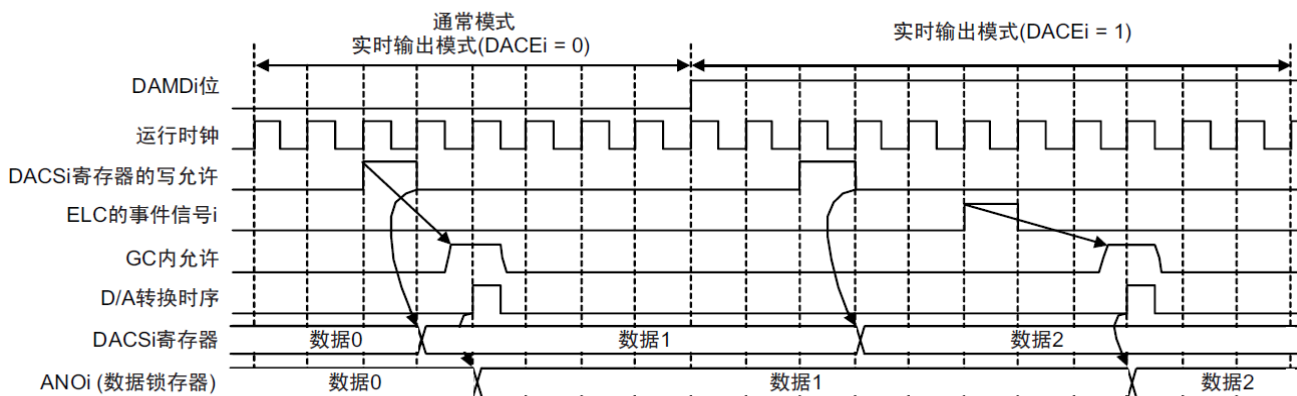 通常模式
实时输出模式(DACEi = 0)
实时输出模式(DACEi = 1)
DAMDi位
运行时钟
DACSi寄存器的写允许
ELC的事件信号i
GC内允许
D/A转换时序
DACSi寄存器 数据0 数据1 数据2
ANOi (数据锁存器) 数据0 数据1 数据2